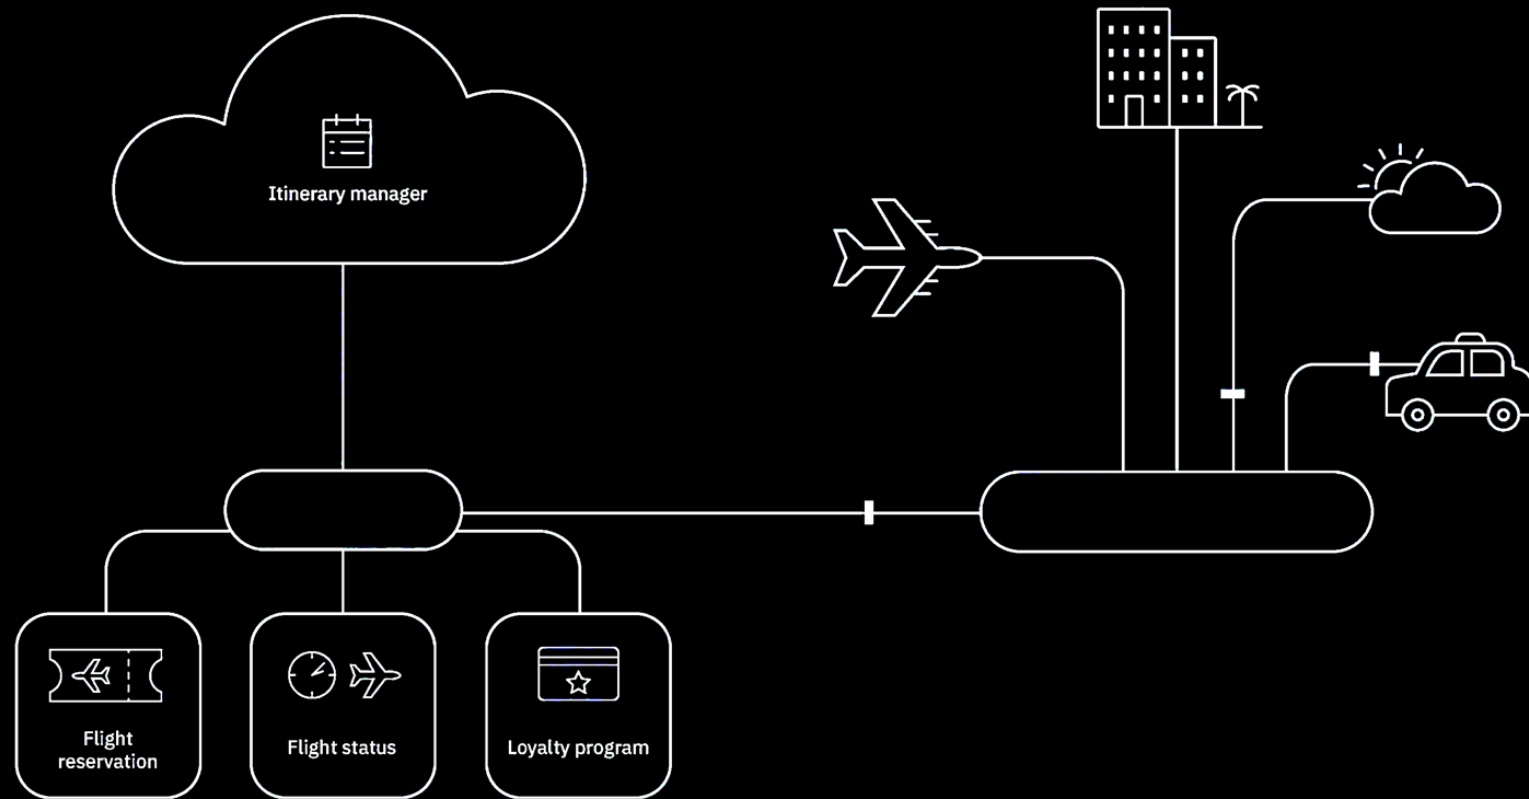 Itinerary manager
Flight
reservation
Flight status
Loyalty program